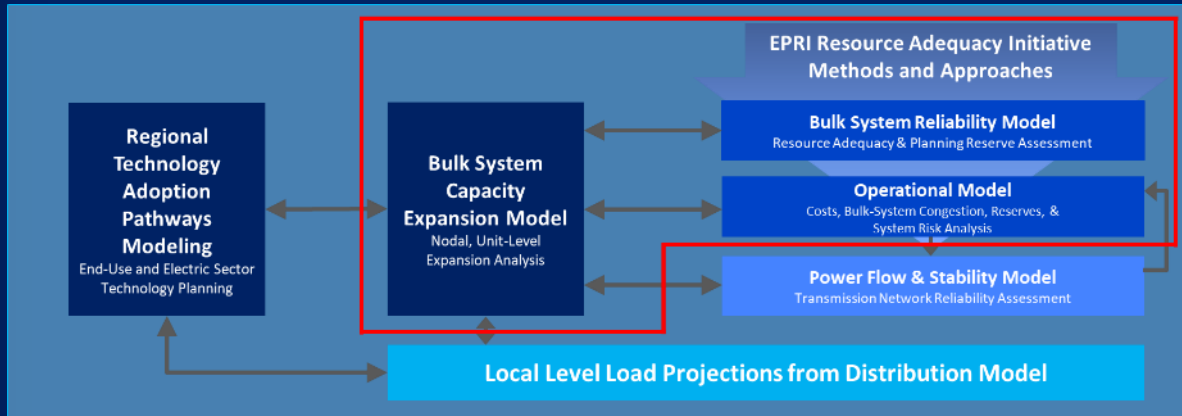 EPRI Resource Adequacy Initiative
Methods and Approaches
Regional
Technology
Adoption
Pathways
Modeling
End-Use and Electric Sector
Technology Planning
Bulk System
Capacity
Expansion Model
Nodal, Unit-Level
Expansion Analysis
Bulk System Reliability Model
Resource Adequacy & Planning Reserve Assessment
Operational Model
Costs, Bulk-System Congestion, Reserves, &
System Risk Analysis
Power Flow & Stability Model
Transmission Network Reliability Assessment
Local Level Load Projections from Distribution Model